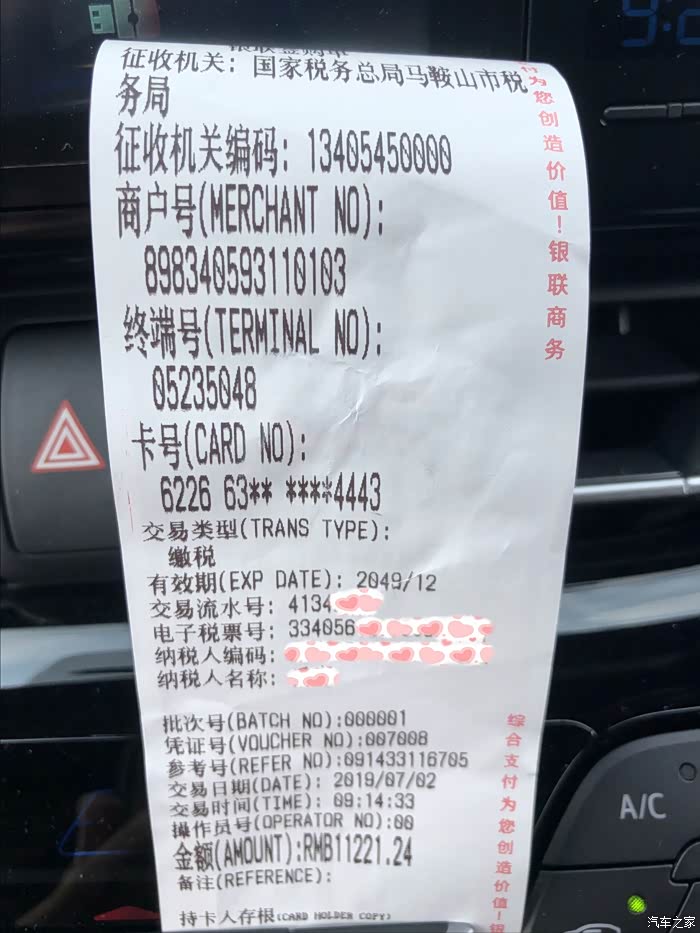 征收机关: 国家税务总局马鞍山市税
务局
征收机关编码: 13405450000
商户号(MERCHANT NO):
898340593110103
终端号(TERMINAL NO):
05235048
卡号(CARD NO):
6226 63** ****4443
交易类型(TRANS TYPE):
缴税
有效期(EXP DATE): 2049/12
交易流水号: 4134
电子税票号: 334056
纳税人编码:
纳税人名称:
批次号(BATCH NO):000001
凭证号(VOUCHER NO):007008
参考号(REFER NO):091433116705
交易日期(DATE): 2019/07/02
交易时间(TIME): 09:14:33
操作员号(OPERATOR NO):00
金额(AMOUNT):RMB11221.24
备注(REFERENCE):
持卡人存根(CARD HOLDER COPY)
付为您创造价值!银联商务
综合支付为您创造价值!银
A/C
汽车之家